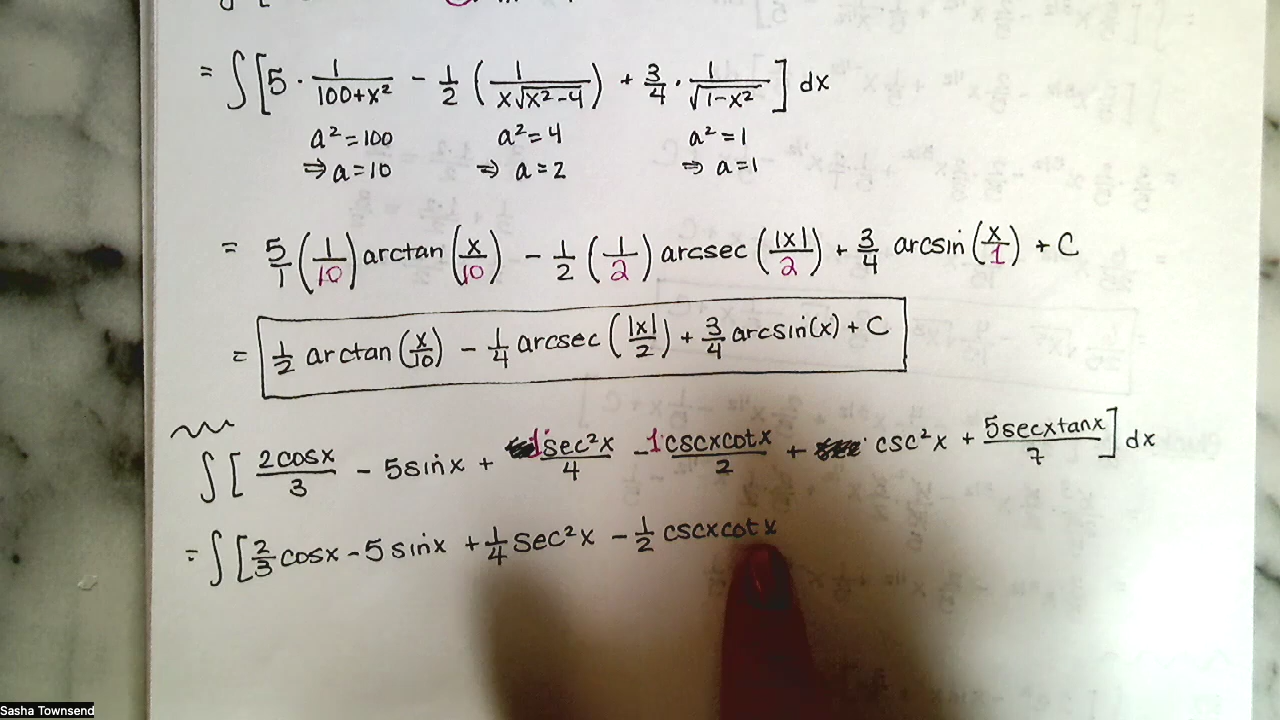 = ∫ [5 · 1/(100+x²) − 1/2 (1/(x√(x²−4))) + 3/4 · 1/√(1−x²)] dx
a²=100 a²=4 a²=1
⇒ a=10 ⇒ a=2 ⇒ a=1
= 5/1 (1/10) arctan (x/10) − 1/2 (1/2) arcsec (|x|/2) + 3/4 arcsin (x/1) + C
= 1/2 arctan (x/10) − 1/4 arcsec (|x|/2) + 3/4 arcsin(x) + C
∫ [2cosx/3 − 5sinx + 1sec²x/4 − 1cscxcotx/2 + csc²x + 5secxtanx/7] dx
= ∫ [2/3 cosx − 5 sinx + 1/4 sec²x − 1/2 cscxcotx
Sasha Townsend